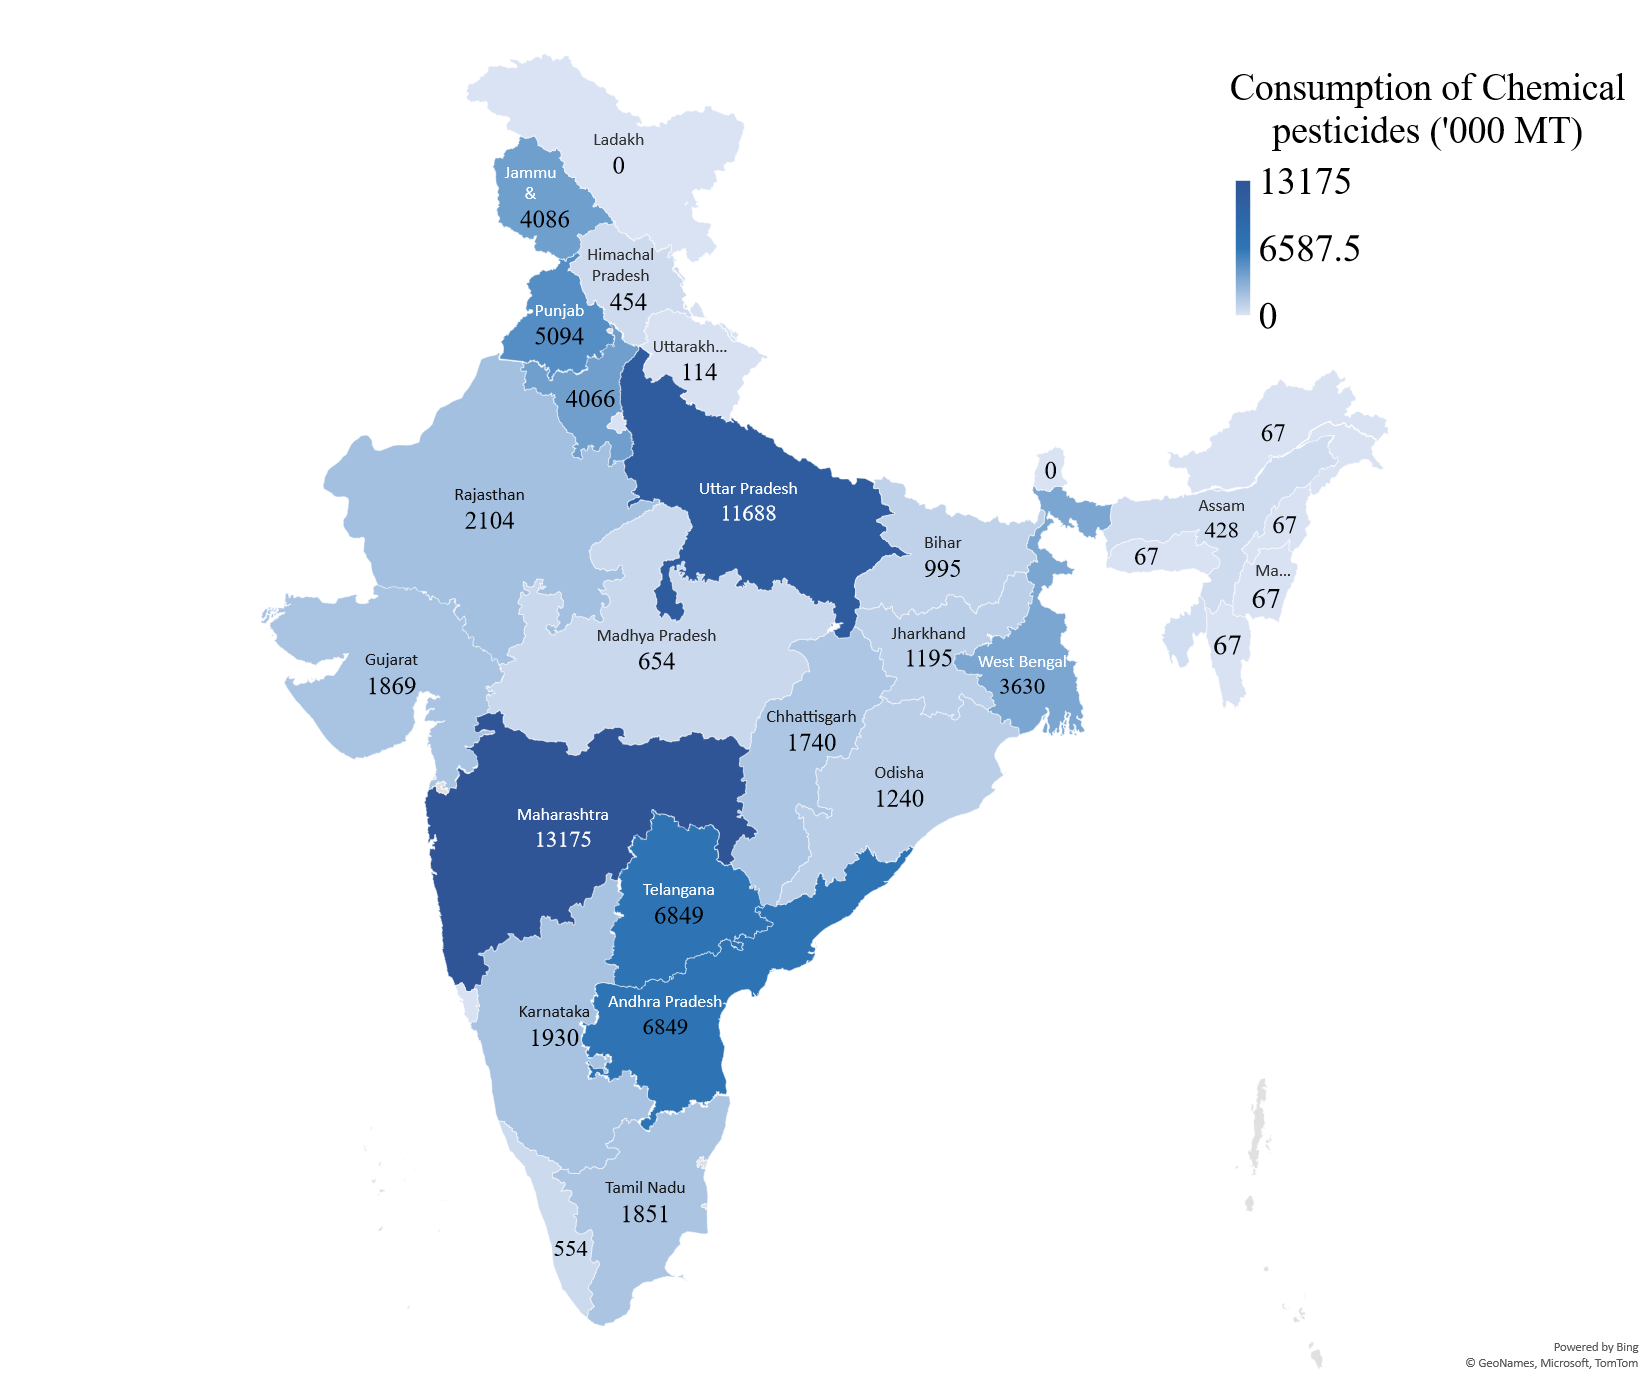 Consumption of Chemical
pesticides ('000 MT)
13175
6587.5
0
Ladakh
0
Jammu
&
4086
Himachal
Pradesh
454
Punjab
5094
Uttarakh...
114
4066
Rajasthan
2104
Uttar Pradesh
11688
Bihar
995
0
67
Assam
428
67
67
Ma...
67
67
Gujarat
1869
Madhya Pradesh
654
Jharkhand
1195
West Bengal
3630
Chhattisgarh
1740
Odisha
1240
Maharashtra
13175
Telangana
6849
Andhra Pradesh
6849
Karnataka
1930
Tamil Nadu
1851
554
Powered by Bing
© GeoNames, Microsoft, TomTom